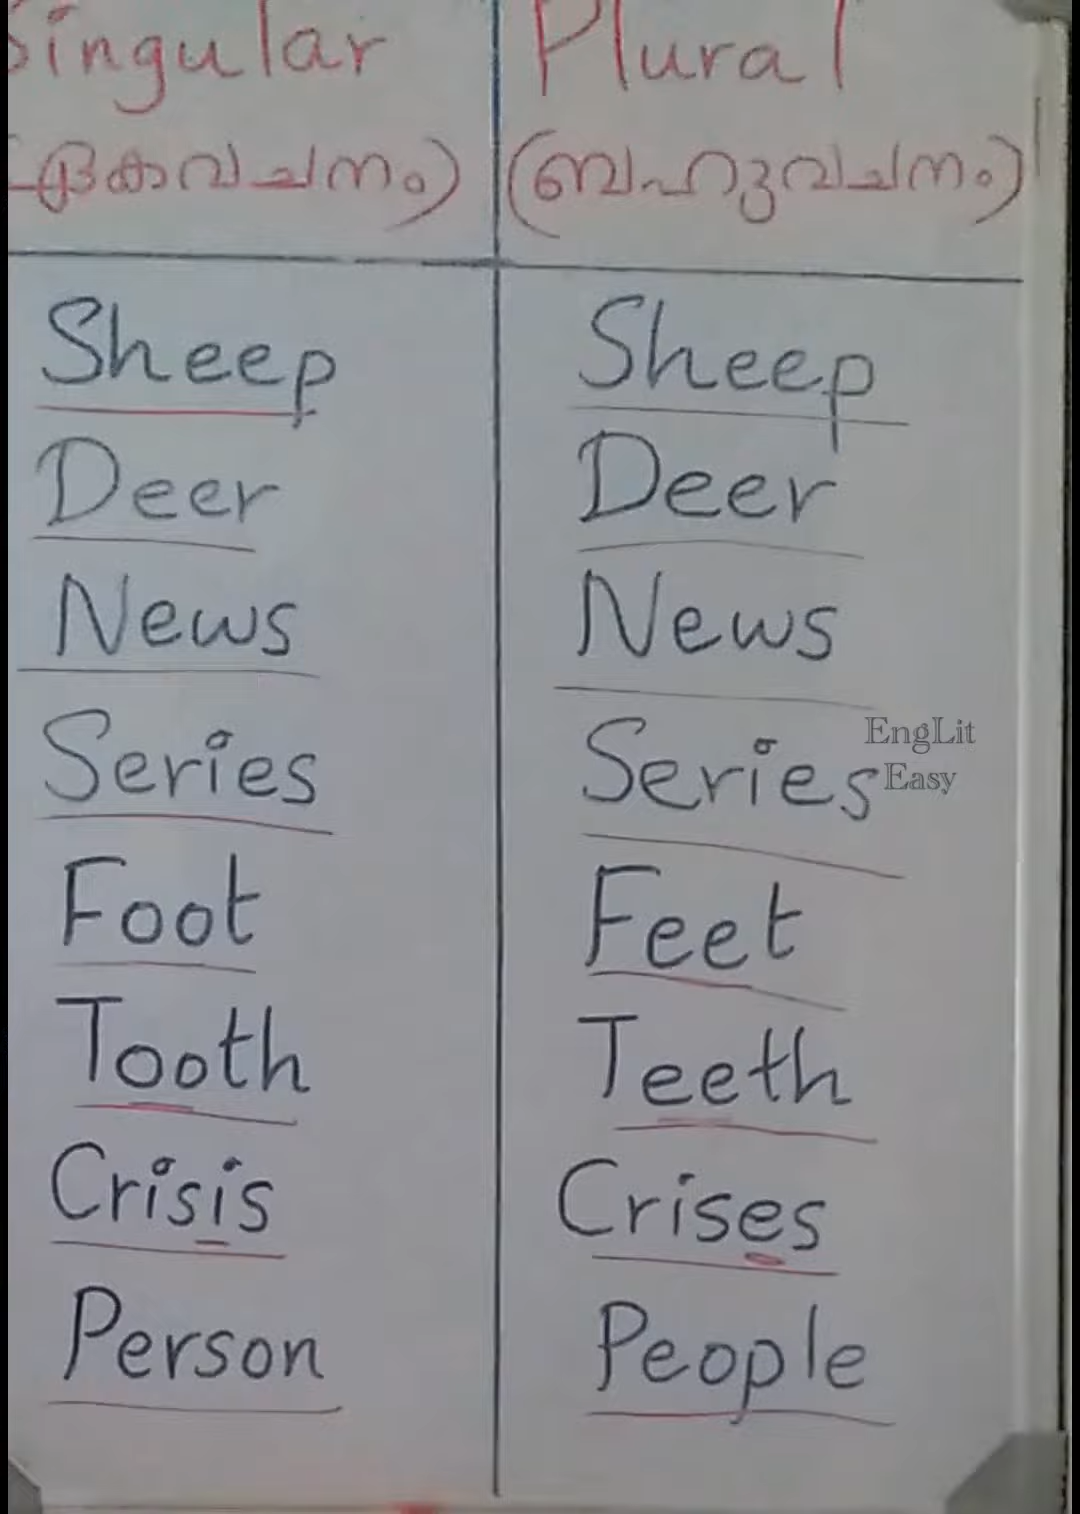 Singular Plural
(ഏകവചനം) (ബഹുവചനം)
Sheep Sheep
Deer Deer
News News
Series Series
EngLit
Easy
Foot Feet
Tooth Teeth
Crisis Crises
Person People